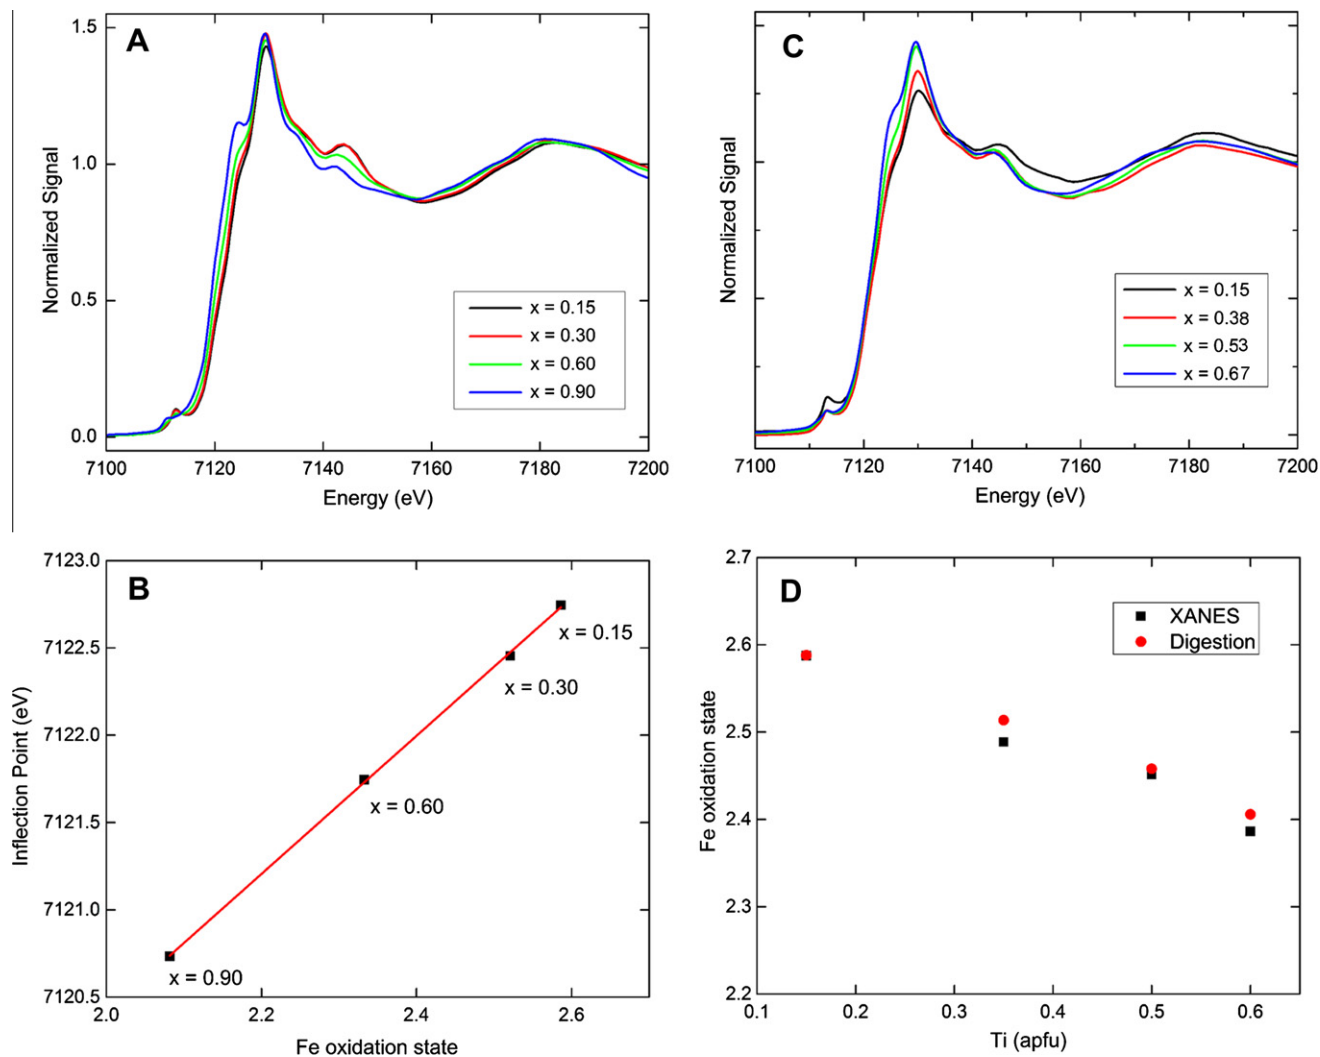 A
1.5
1.0
0.5
0.0
Normalized Signal
x = 0.15
x = 0.30
x = 0.60
x = 0.90
7100 7120 7140 7160 7180 7200
Energy (eV)
C
Normalized Signal
x = 0.15
x = 0.38
x = 0.53
x = 0.67
7100 7120 7140 7160 7180 7200
Energy (eV)
B
7123.0
7122.5
7122.0
7121.5
7121.0
7120.5
Inflection Point (eV)
x = 0.15
x = 0.30
x = 0.60
x = 0.90
2.0 2.2 2.4 2.6
Fe oxidation state
D
2.7
2.6
2.5
2.4
2.3
2.2
Fe oxidation state
XANES
Digestion
0.1 0.2 0.3 0.4 0.5 0.6
Ti (apfu)